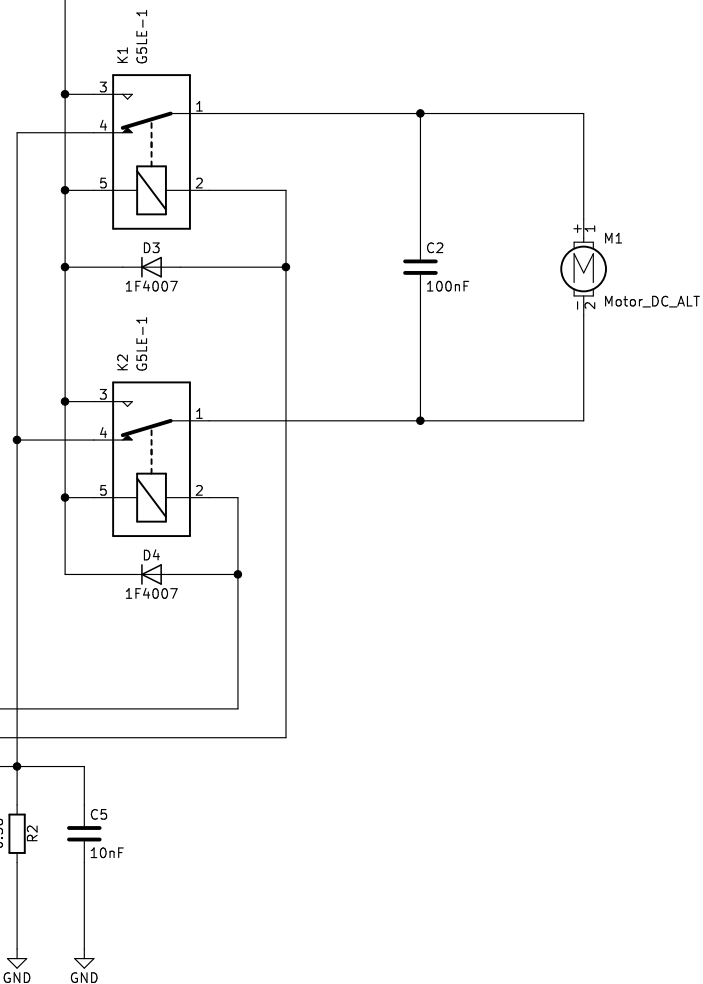 K1
G5LE-1
3
1
4
5
2
D3
1F4007
C2
100nF
+
1
M1
M
-
2
Motor_DC_ALT
K2
G5LE-1
3
1
4
5
2
D4
1F4007
C5
10nF
R2
GND
GND